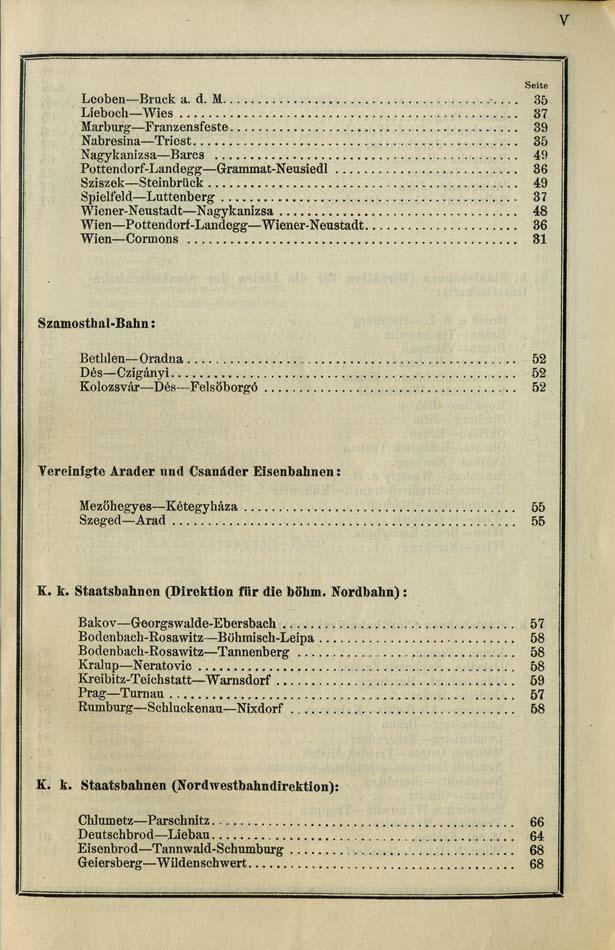 V
Seite
Leoben—Bruck a. d. M. 35
Lieboch—Wies 37
Marburg—Franzensfeste 39
Nabresina—Triest 35
Nagykanizsa—Barcs 49
Pottendorf-Landegg—Grammat-Neusiedl 36
Sziszek—Steinbrück 49
Spielfeld—Luttenberg 37
Wiener-Neustadt—Nagykanizsa 48
Wien—Pottendorf-Landegg—Wiener-Neustadt 36
Wien—Cormons 31
Szamosthal-Bahn:
Bethlen—Oradna 52
Dés—Czigányi 52
Kolozsvár—Dés—Felsőborgó 52
Vereinigte Arader und Csanáder Eisenbahnen:
Mezőhegyes—Kétegyháza 55
Szeged—Arad 55
K. k. Staatsbahnen (Direktion für die böhm. Nordbahn):
Bakov—Georgswalde-Ebersbach 57
Bodenbach-Rosawitz—Böhmisch-Leipa 58
Bodenbach-Rosawitz—Tannenberg 58
Kralup—Neratovic 58
Kreibitz-Teichstatt—Warnsdorf 59
Prag—Turnau 57
Rumburg—Schluckenau—Nixdorf 58
K. k. Staatsbahnen (Nordwestbahndirektion):
Chlumetz—Parschnitz 66
Deutschbrod—Liebau 64
Eisenbrod—Tannwald-Schumburg 68
Geiersberg—Wildenschwert 68